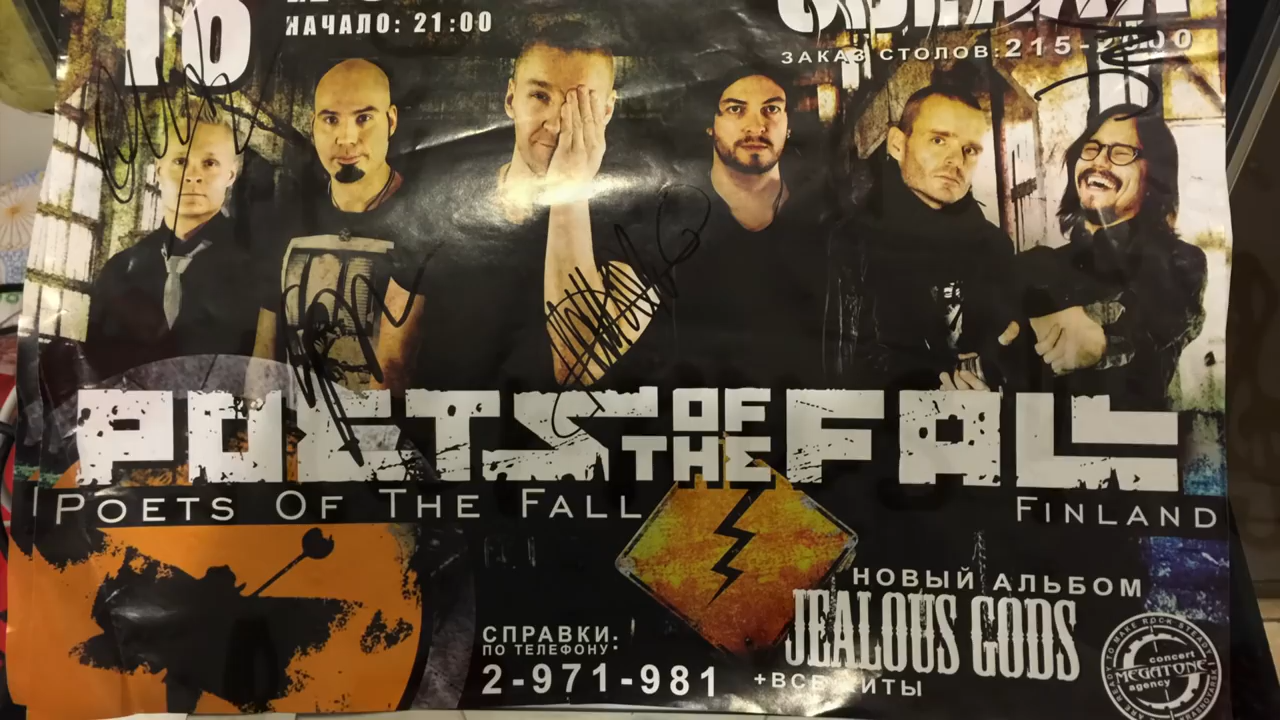 16
НАЧАЛО: 21:00
ЗАКАЗ СТОЛОВ:
POETS OF THE FALL
POETS OF THE FALL
FINLAND
НОВЫЙ АЛЬБОМ
JEALOUS GODS
СПРАВКИ.
ПО ТЕЛЕФОНУ:
2-971-981
concert
MEGATONE
agency